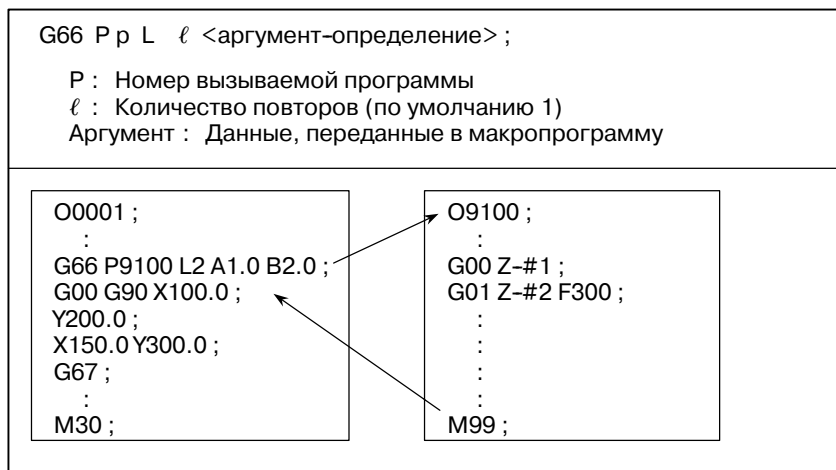 G66 P p L ℓ <аргумент-определение> ;
P : Номер вызываемой программы
ℓ : Количество повторов (по умолчанию 1)
Аргумент : Данные, переданные в макропрограмму
O0001 ;
:
G66 P9100 L2 A1.0 B2.0 ;
G00 G90 X100.0 ;
Y200.0 ;
X150.0 Y300.0 ;
G67 ;
:
M30 ;
O9100 ;
:
G00 Z-#1 ;
G01 Z-#2 F300 ;
:
:
:
:
M99 ;